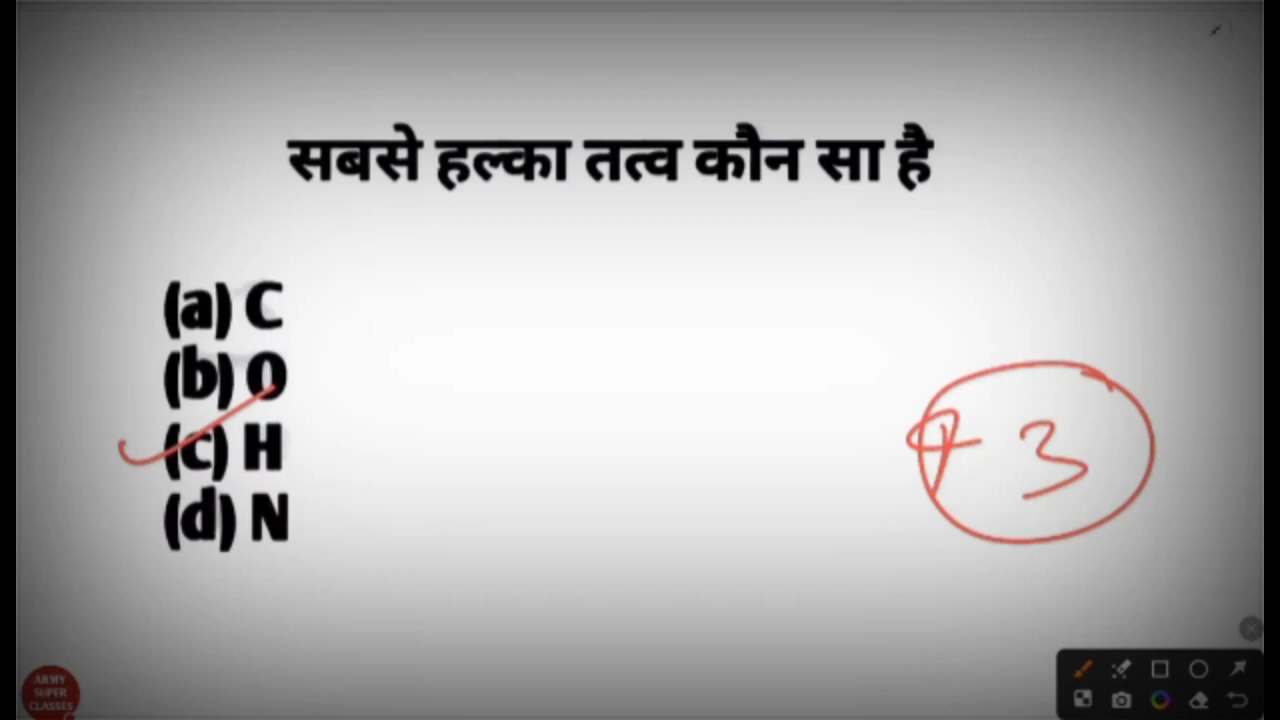 सबसे हल्का तत्व कौन सा है
(a) C
(b) O
(c) H
(d) N
+ 3
ARMY
SUPER
CLASSES